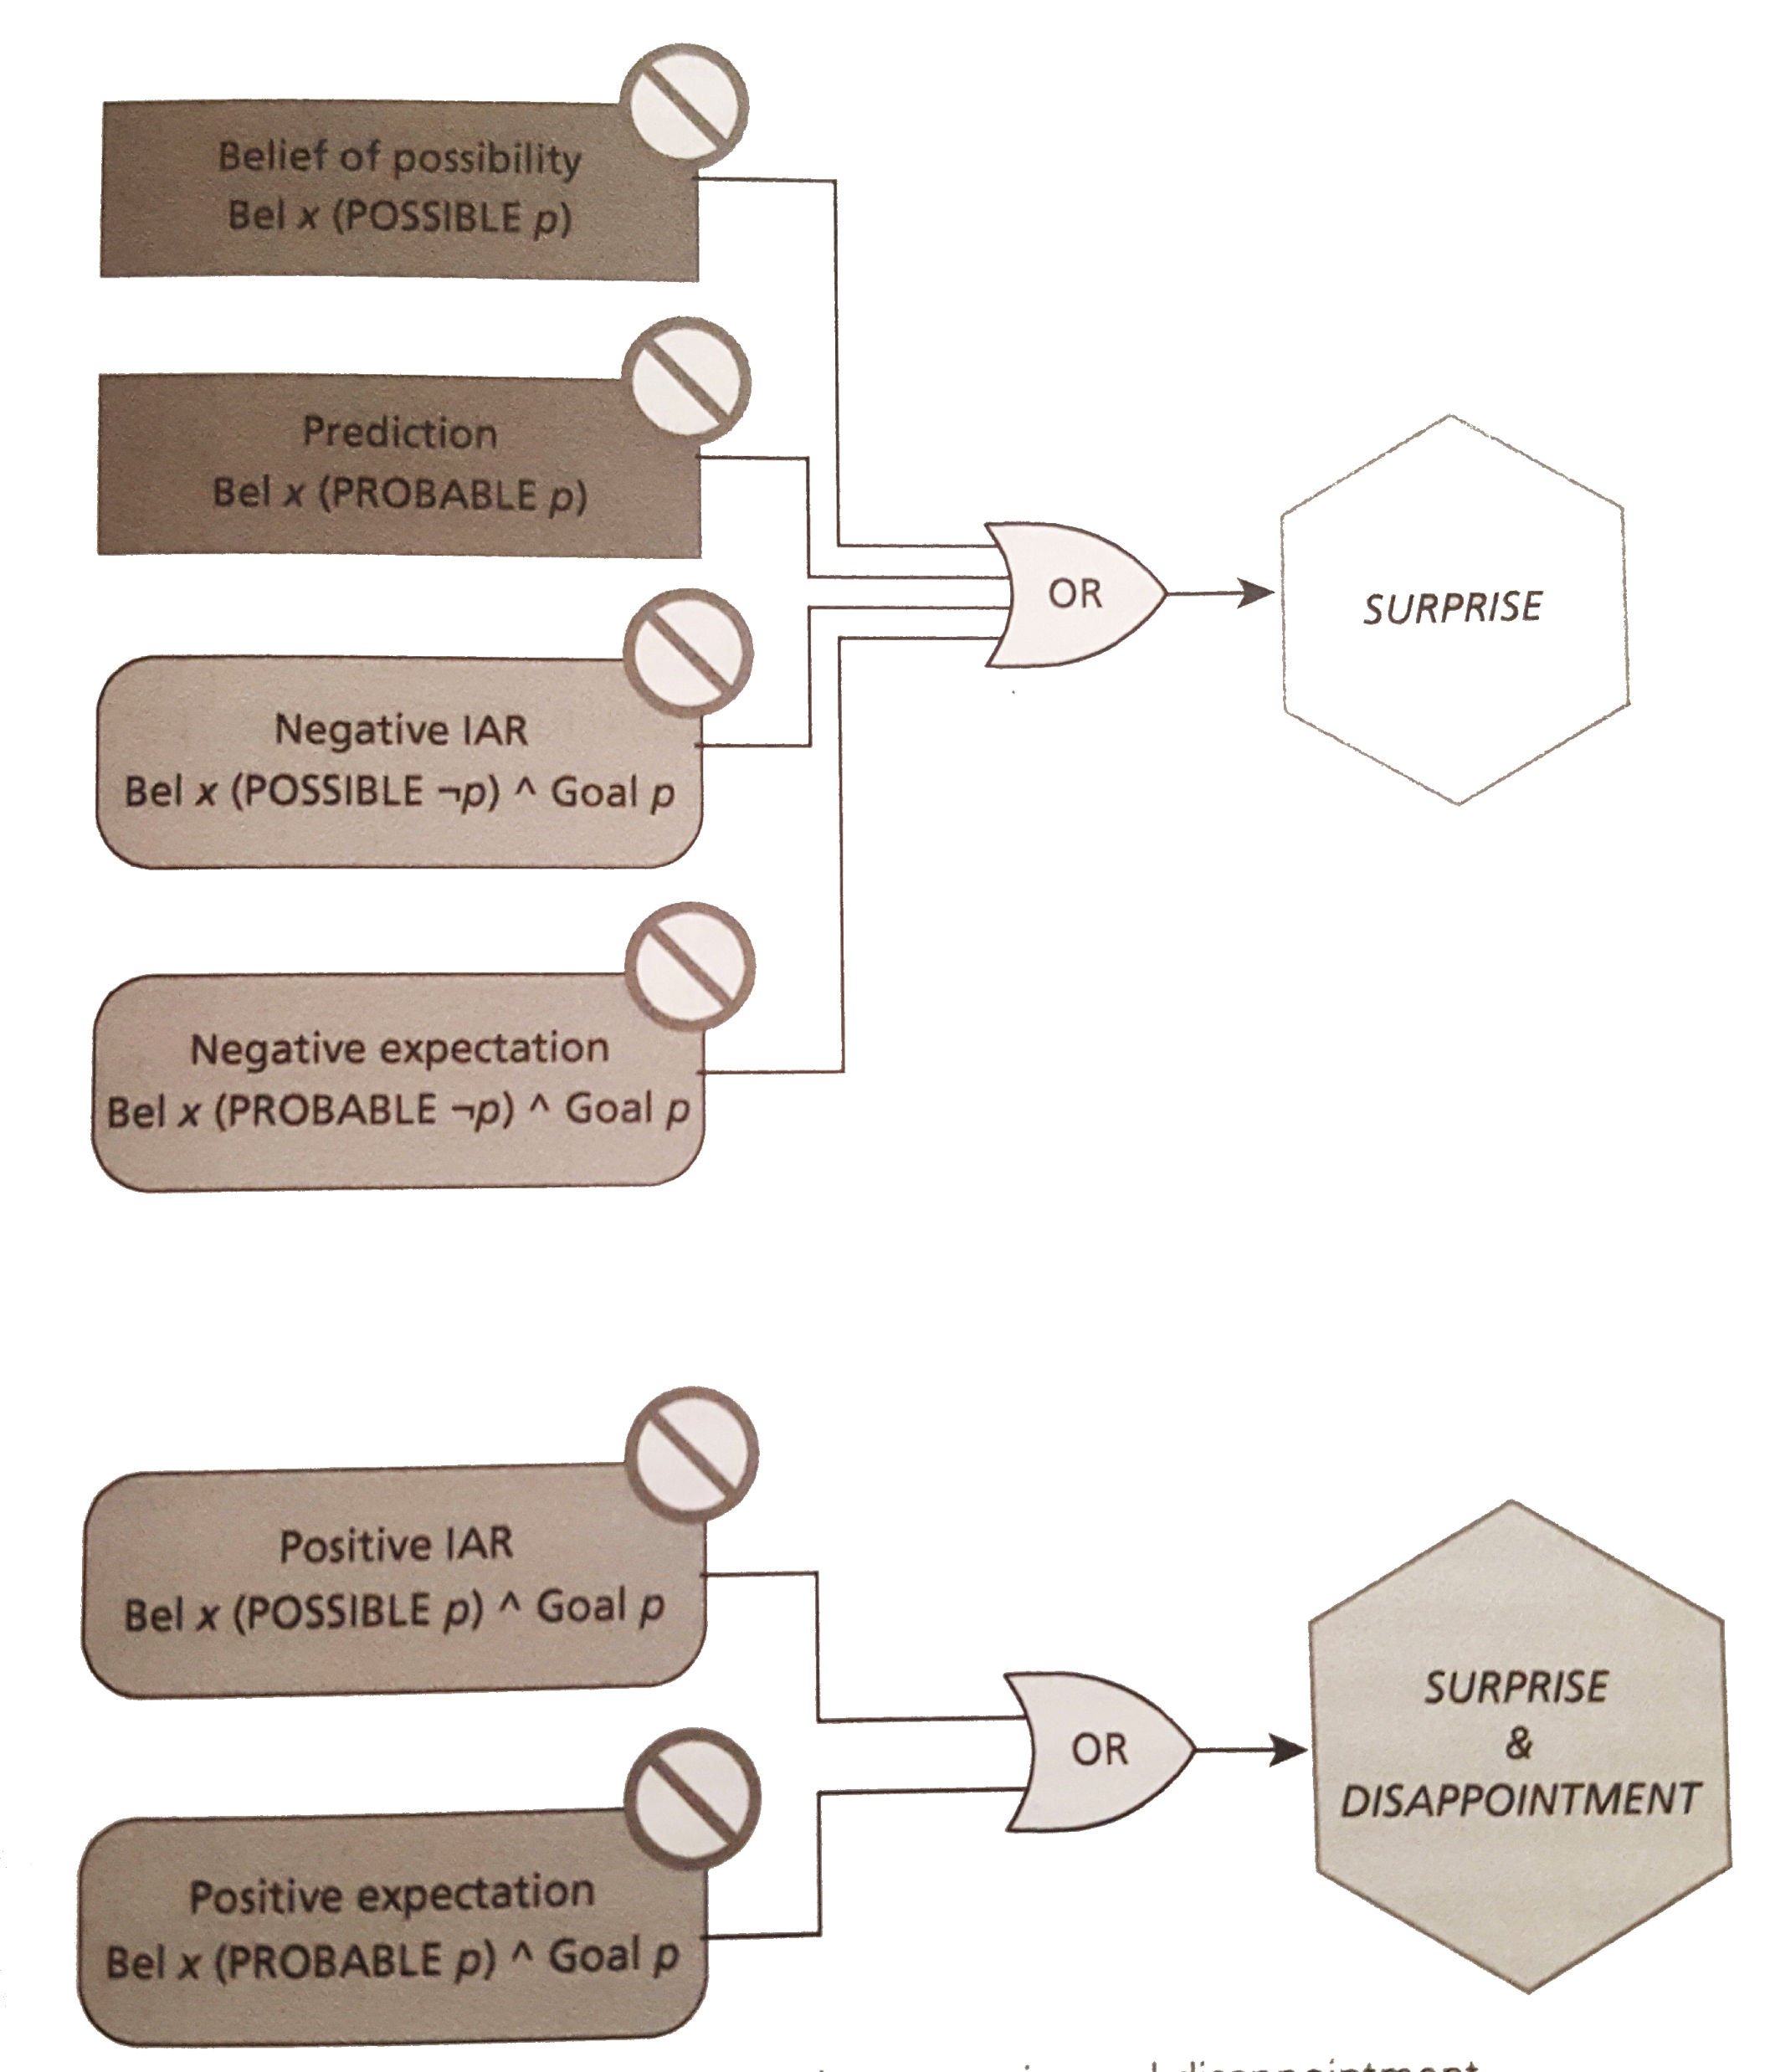 Belief of possibility
Bel x (POSSIBLE p)
Prediction
Bel x (PROBABLE p)
Negative IAR
Bel x (POSSIBLE ¬p) ^ Goal p
Negative expectation
Bel x (PROBABLE ¬p) ^ Goal p
OR
SURPRISE
Positive IAR
Bel x (POSSIBLE p) ^ Goal p
Positive expectation
Bel x (PROBABLE p) ^ Goal p
OR
SURPRISE
&
DISAPPOINTMENT
disappointment